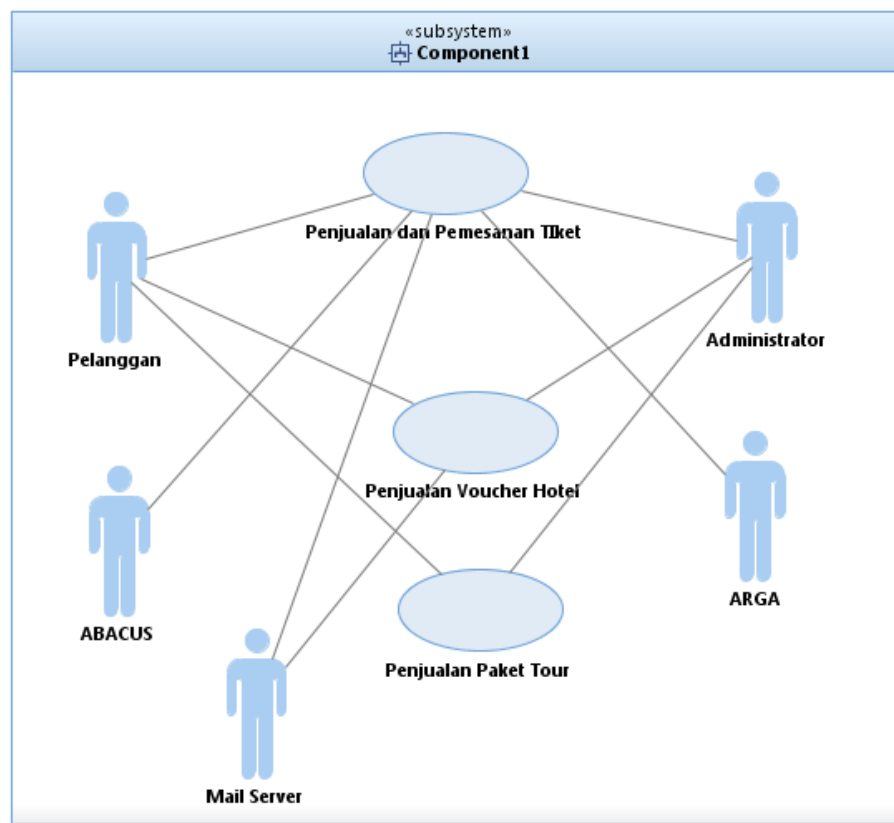 «subsystem»
Component1
Penjualan dan Pemesanan TIket
Administrator
Pelanggan
Penjualan Voucher Hotel
ARGA
ABACUS
Penjualan Paket Tour
Mail Server